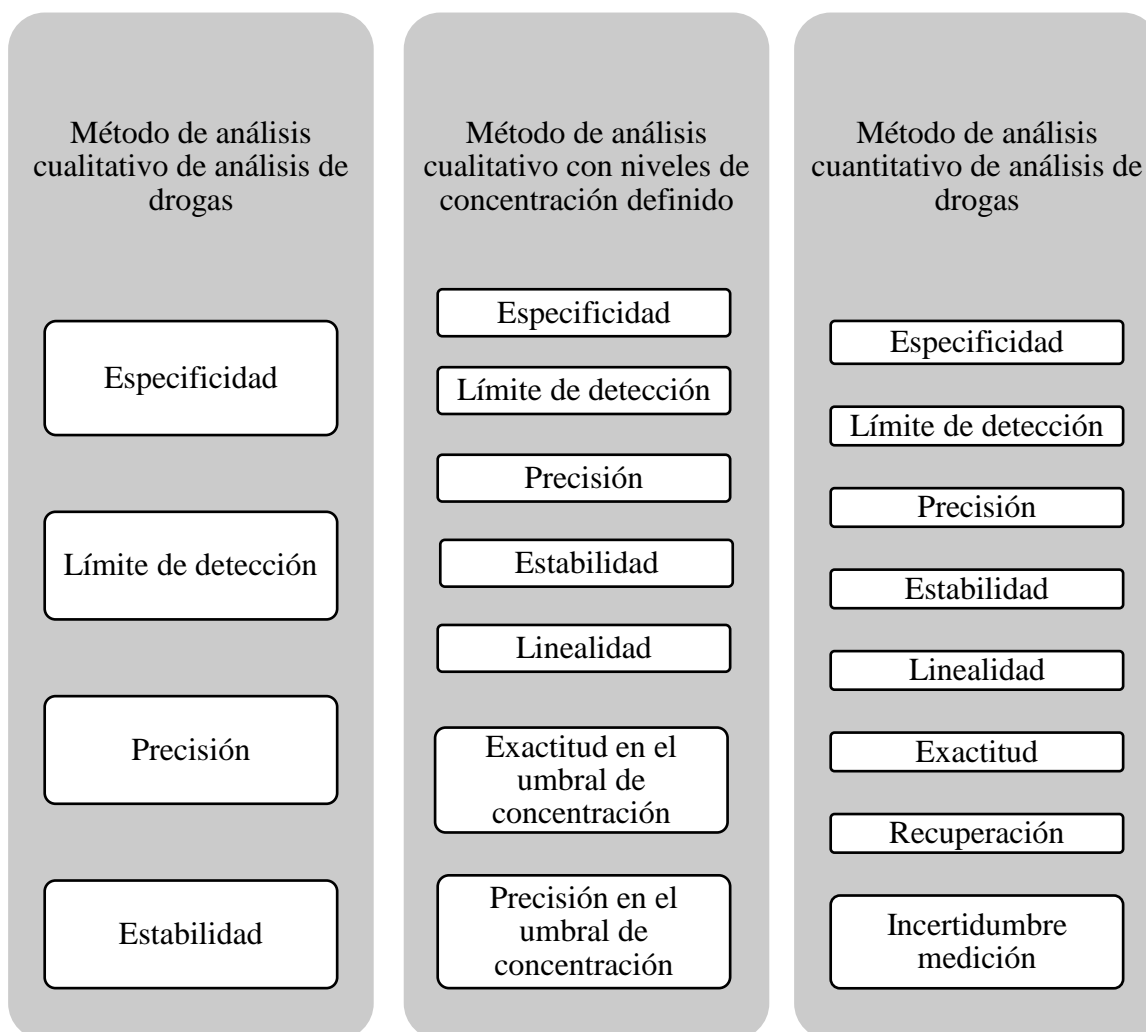 Método de análisis
cualitativo de análisis de
drogas
Especificidad
Límite de detección
Precisión
Estabilidad
Método de análisis
cualitativo con niveles de
concentración definido
Especificidad
Límite de detección
Precisión
Estabilidad
Linealidad
Exactitud en el
umbral de
concentración
Precisión en el
umbral de
concentración
Método de análisis
cuantitativo de análisis de
drogas
Especificidad
Límite de detección
Precisión
Estabilidad
Linealidad
Exactitud
Recuperación
Incertidumbre
medición